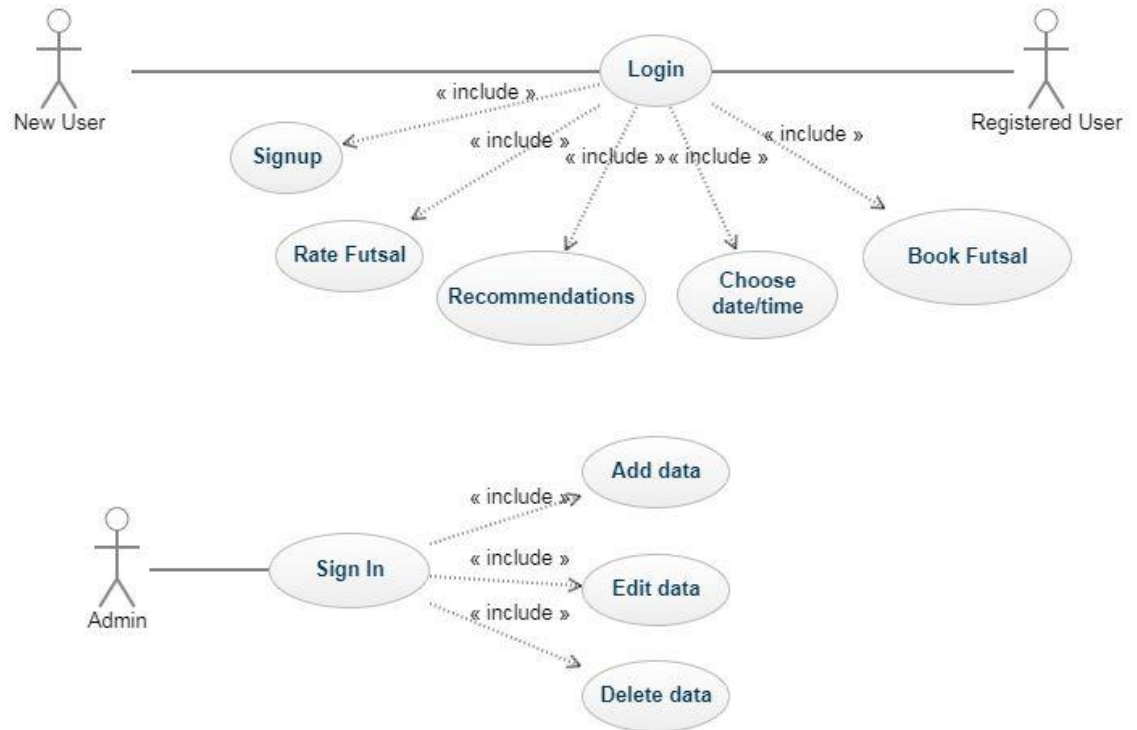 Login
« include »
New User
Registered User
« include »
« include »
Signup
« include » « include »
Rate Futsal
Book Futsal
Recommendations
Choose
date/time
Add data
« include »
Sign In
« include »
Edit data
Admin
« include »
Delete data